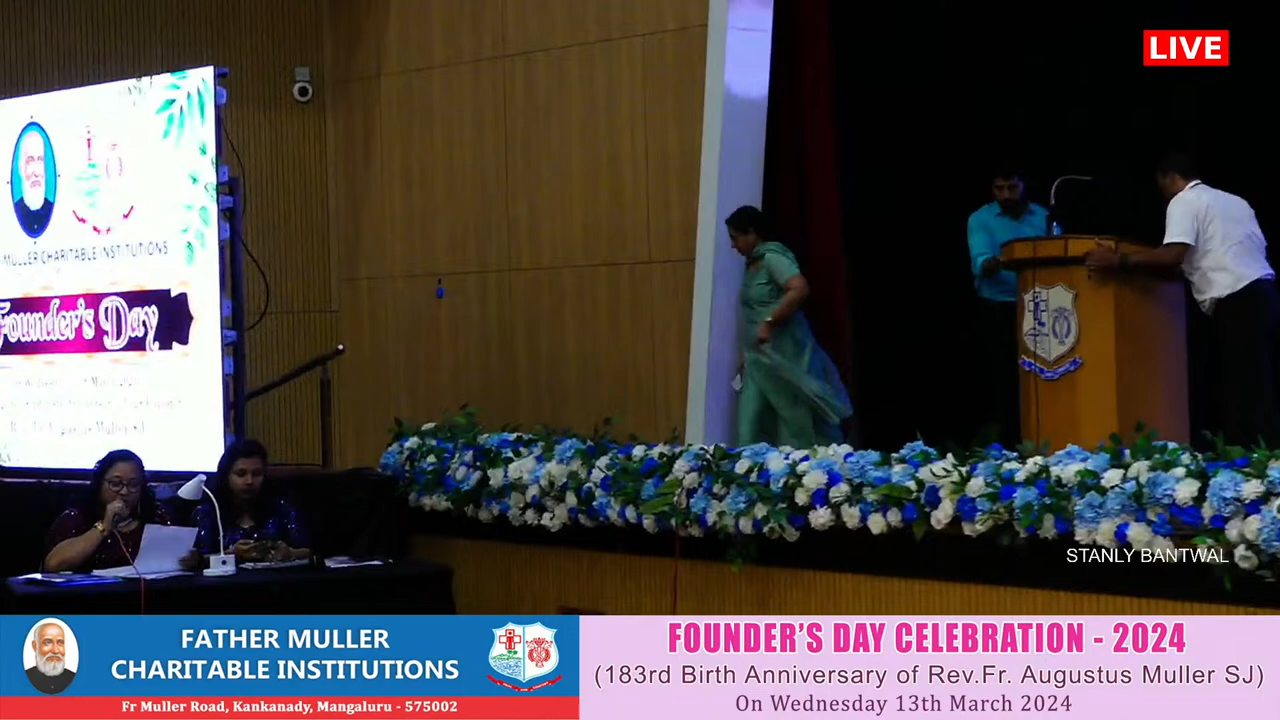 LIVE
MULLER CHARITABLE INSTITUTIONS
Founder's Day
STANLY BANTWAL
FATHER MULLER
CHARITABLE INSTITUTIONS
Fr Muller Road, Kankanady, Mangaluru - 575002
FOUNDER'S DAY CELEBRATION - 2024
(183rd Birth Anniversary of Rev.Fr. Augustus Muller SJ)
On Wednesday 13th March 2024